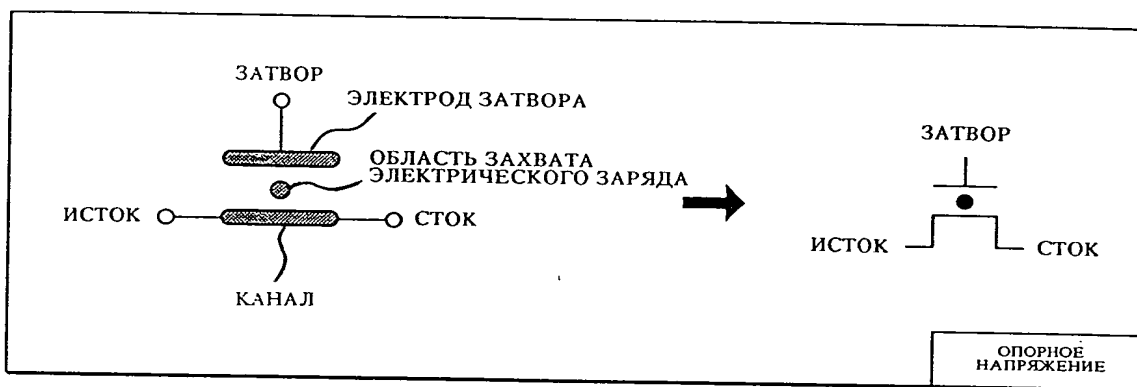 ЗАТВОР
ЭЛЕКТРОД ЗАТВОРА
ОБЛАСТЬ ЗАХВАТА
ЭЛЕКТРИЧЕСКОГО ЗАРЯДА
ИСТОК
СТОК
КАНАЛ
ЗАТВОР
ИСТОК
СТОК
ОПОРНОЕ
НАПРЯЖЕНИЕ